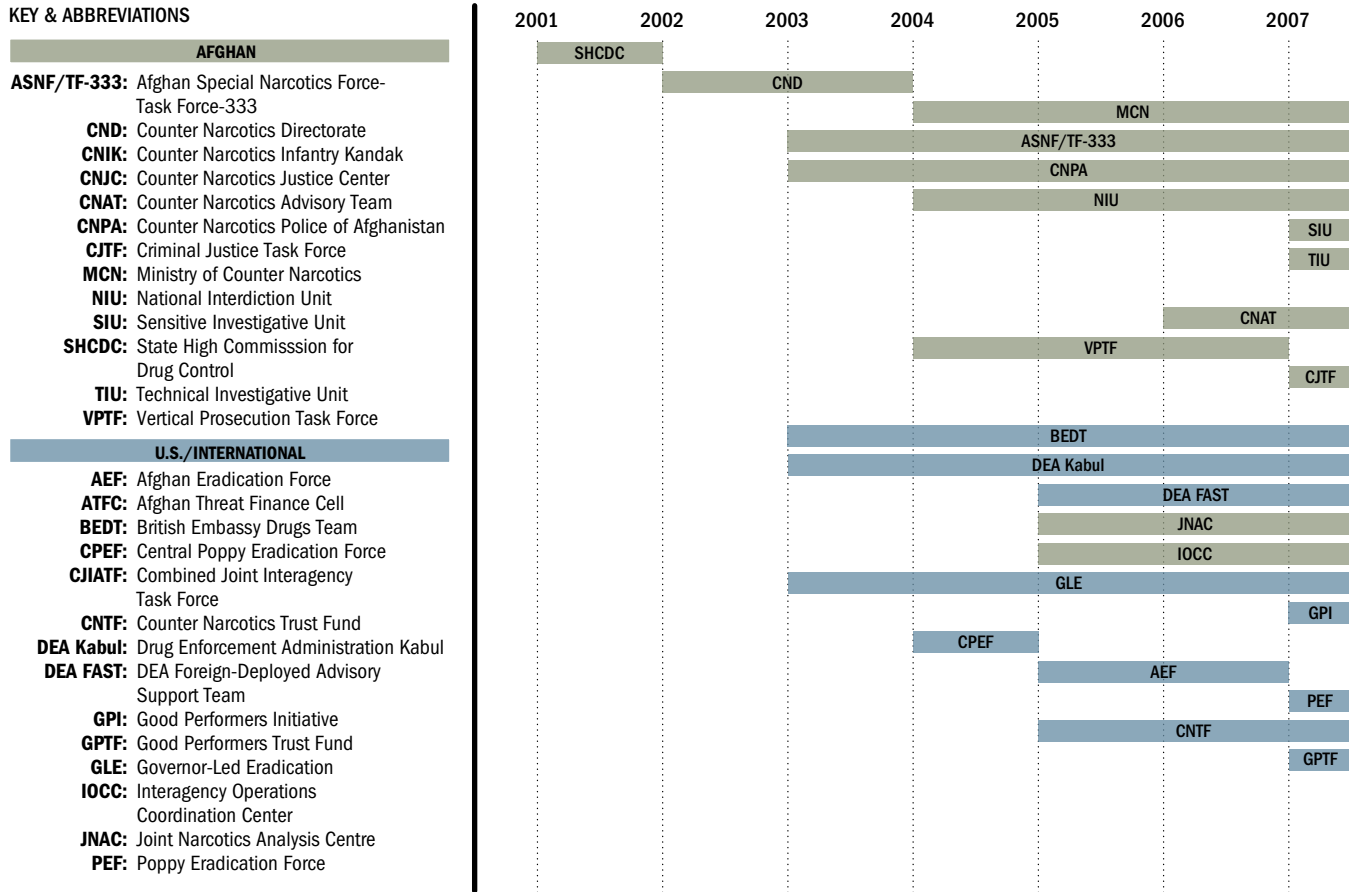 KEY & ABBREVIATIONS
AFGHAN
ASNF/TF-333: Afghan Special Narcotics Force-
Task Force-333
CND: Counter Narcotics Directorate
CNIK: Counter Narcotics Infantry Kandak
CNJC: Counter Narcotics Justice Center
CNAT: Counter Narcotics Advisory Team
CNPA: Counter Narcotics Police of Afghanistan
CJTF: Criminal Justice Task Force
MCN: Ministry of Counter Narcotics
NIU: National Interdiction Unit
SIU: Sensitive Investigative Unit
SHCDC: State High Commisssion for
Drug Control
TIU: Technical Investigative Unit
VPTF: Vertical Prosecution Task Force
U.S./INTERNATIONAL
AEF: Afghan Eradication Force
ATFC: Afghan Threat Finance Cell
BEDT: British Embassy Drugs Team
CPEF: Central Poppy Eradication Force
CJIATF: Combined Joint Interagency
Task Force
CNTF: Counter Narcotics Trust Fund
DEA Kabul: Drug Enforcement Administration Kabul
DEA FAST: DEA Foreign-Deployed Advisory
Support Team
GPI: Good Performers Initiative
GPTF: Good Performers Trust Fund
GLE: Governor-Led Eradication
IOCC: Interagency Operations
Coordination Center
JNAC: Joint Narcotics Analysis Centre
PEF: Poppy Eradication Force
2001 2002 2003 2004 2005 2006 2007
SHCDC
CND
MCN
ASNF/TF-333
CNPA
NIU
SIU
TIU
CNAT
VPTF
CJTF
BEDT
DEA Kabul
DEA FAST
JNAC
IOCC
GLE
GPI
CPEF
AEF
PEF
CNTF
GPTF